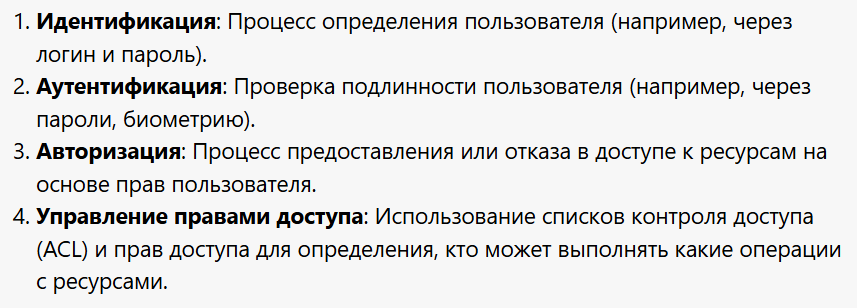 1. Идентификация: Процесс определения пользователя (например, через
логин и пароль).
2. Аутентификация: Проверка подлинности пользователя (например, через
пароли, биометрию).
3. Авторизация: Процесс предоставления или отказа в доступе к ресурсам на
основе прав пользователя.
4. Управление правами доступа: Использование списков контроля доступа
(ACL) и прав доступа для определения, кто может выполнять какие операции
с ресурсами.